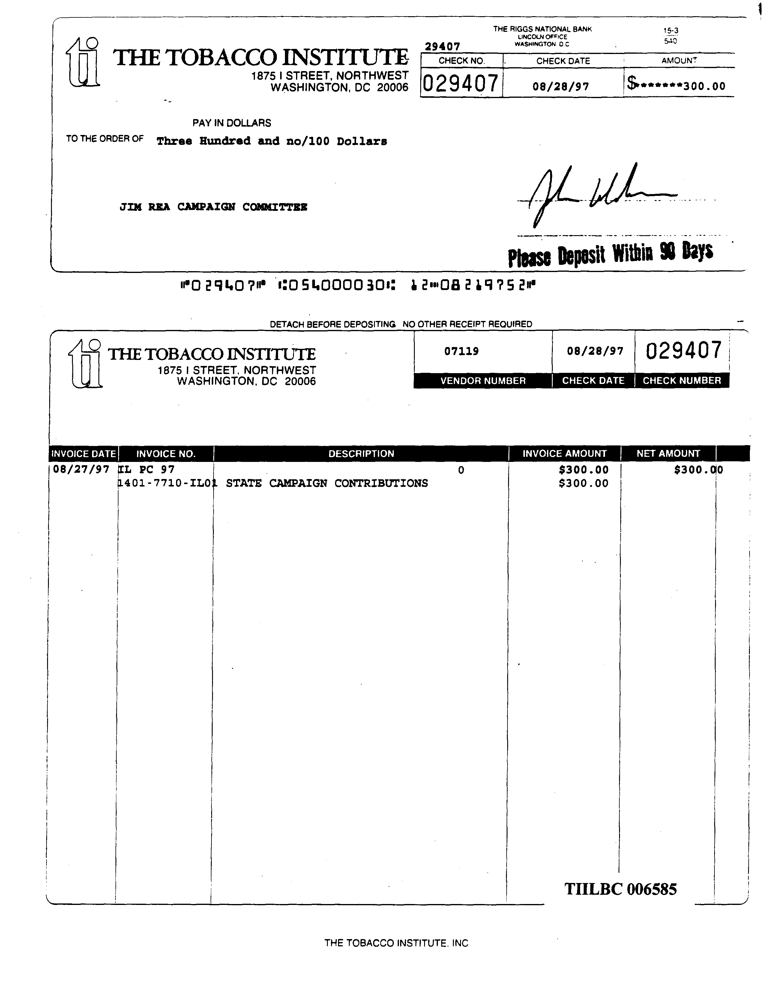 1
ti THE TOBACCO INSTITUTE
1875 I STREET, NORTHWEST
WASHINGTON, DC 20006
THE RIGGS NATIONAL BANK
LINCOLN OFFICE
WASHINGTON D C
15-3
540
29407
CHECK NO. CHECK DATE AMOUNT
029407 08/28/97 $*******300.00
PAY IN DOLLARS
TO THE ORDER OF Three Hundred and no/100 Dollars
JIM REA CAMPAIGN COMMITTEE
Please Deposit Within 90 Days
⑈029407⑈ ⑆054000030⑆ 12⑉08219752⑈
DETACH BEFORE DEPOSITING NO OTHER RECEIPT REQUIRED
ti THE TOBACCO INSTITUTE
1875 I STREET, NORTHWEST
WASHINGTON, DC 20006
07119 08/28/97 029407
VENDOR NUMBER CHECK DATE CHECK NUMBER
INVOICE DATE INVOICE NO. DESCRIPTION INVOICE AMOUNT NET AMOUNT
08/27/97 IL PC 97 0 $300.00 $300.00
1401-7710-IL01 STATE CAMPAIGN CONTRIBUTIONS $300.00
TIILBC 006585
THE TOBACCO INSTITUTE, INC